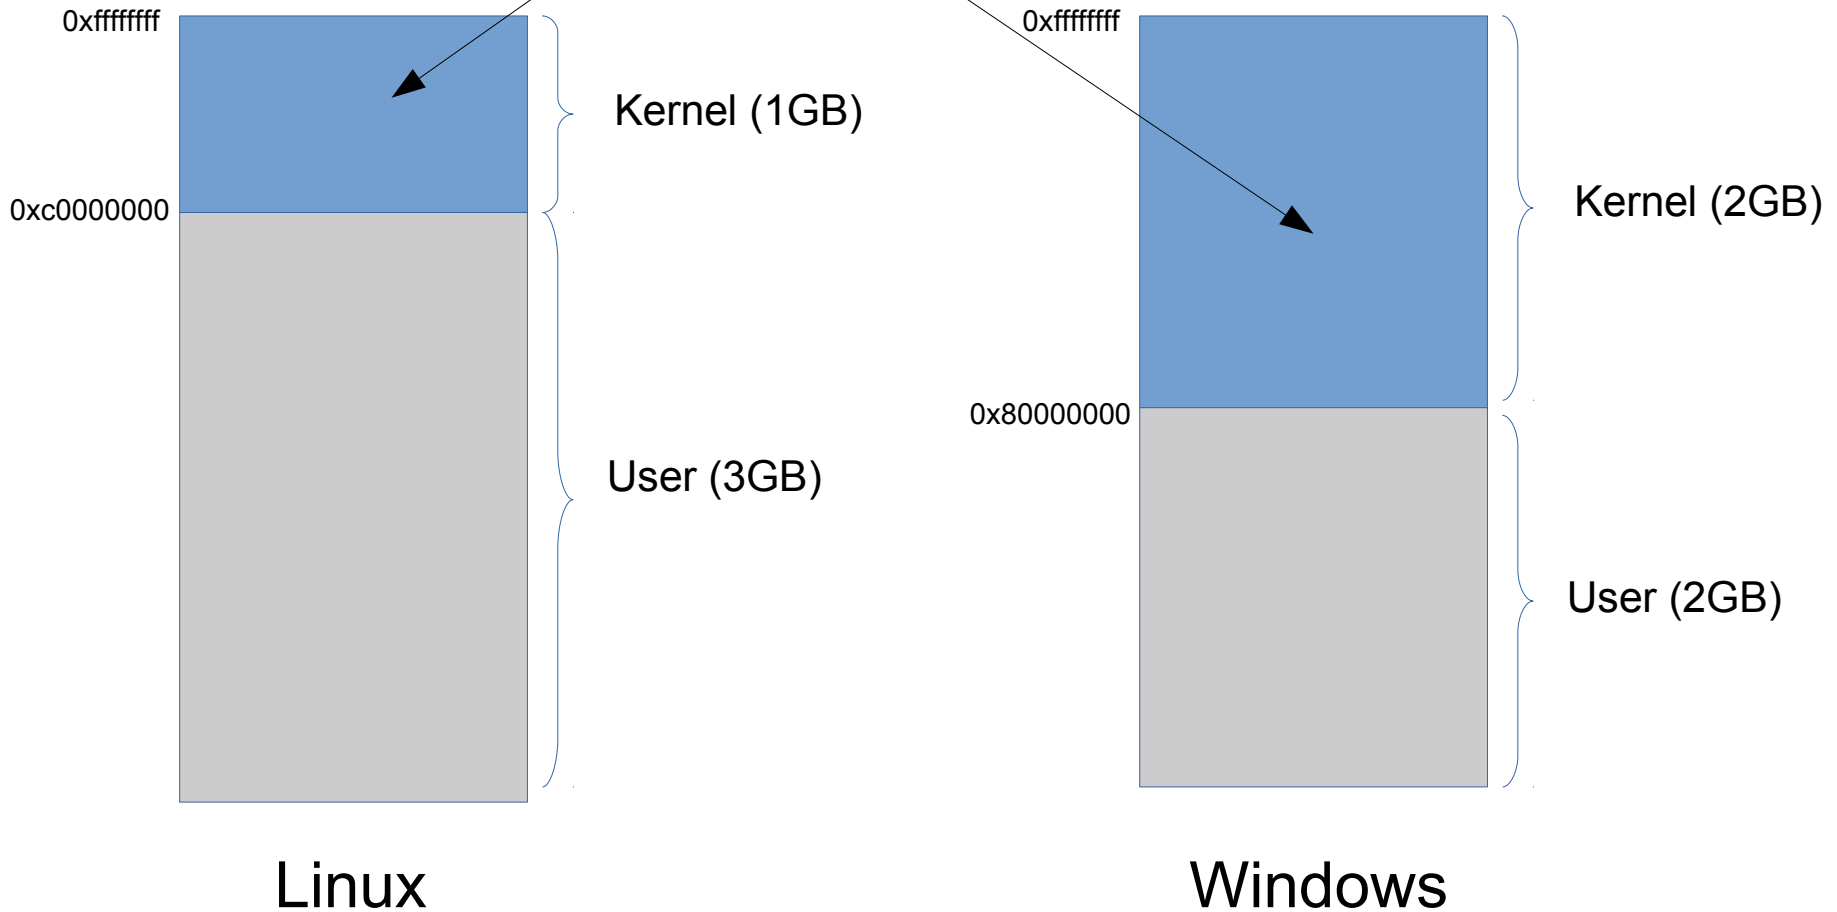 0xffffffff
Kernel (1GB)
0xc0000000
User (3GB)
Linux
0xffffffff
Kernel (2GB)
0x80000000
User (2GB)
Windows